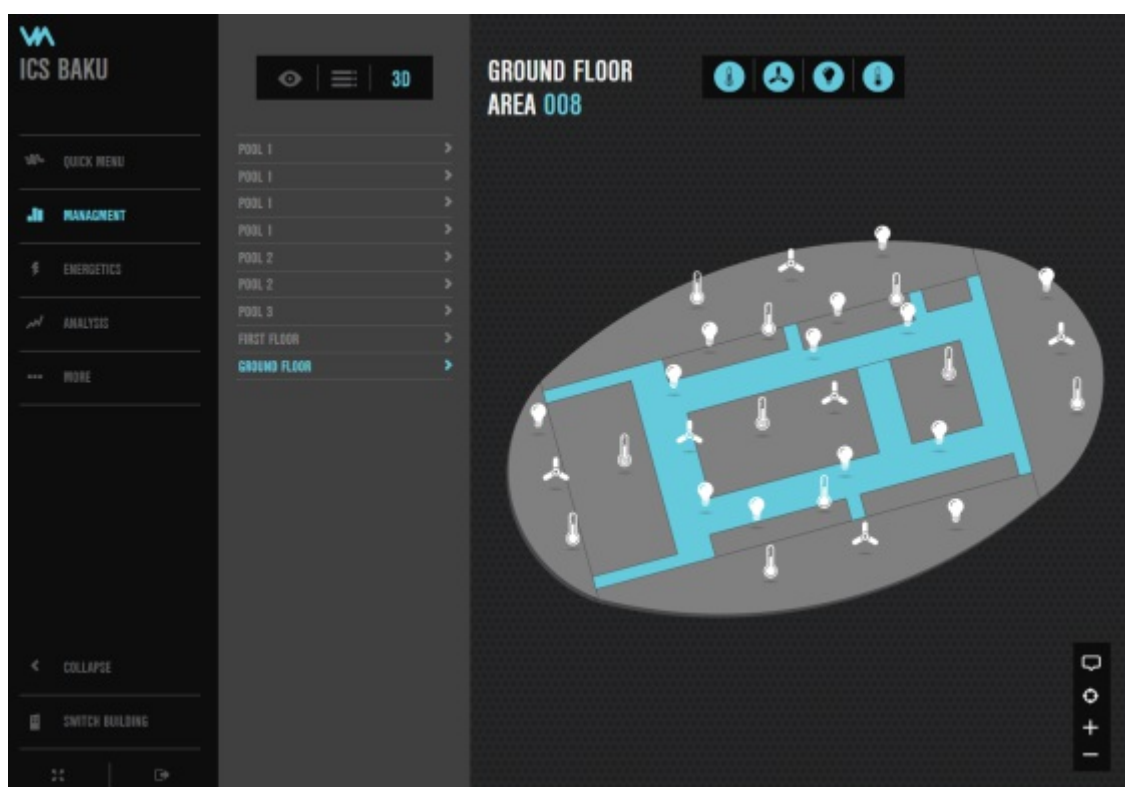 ICS BAKU
QUICK MENU
MANAGMENT
ENERGETICS
ANALYSIS
MORE
COLLAPSE
SWITCH BUILDING
3D
POOL 1
POOL 1
POOL 1
POOL 1
POOL 2
POOL 2
POOL 3
FIRST FLOOR
GROUND FLOOR
GROUND FLOOR
AREA 008